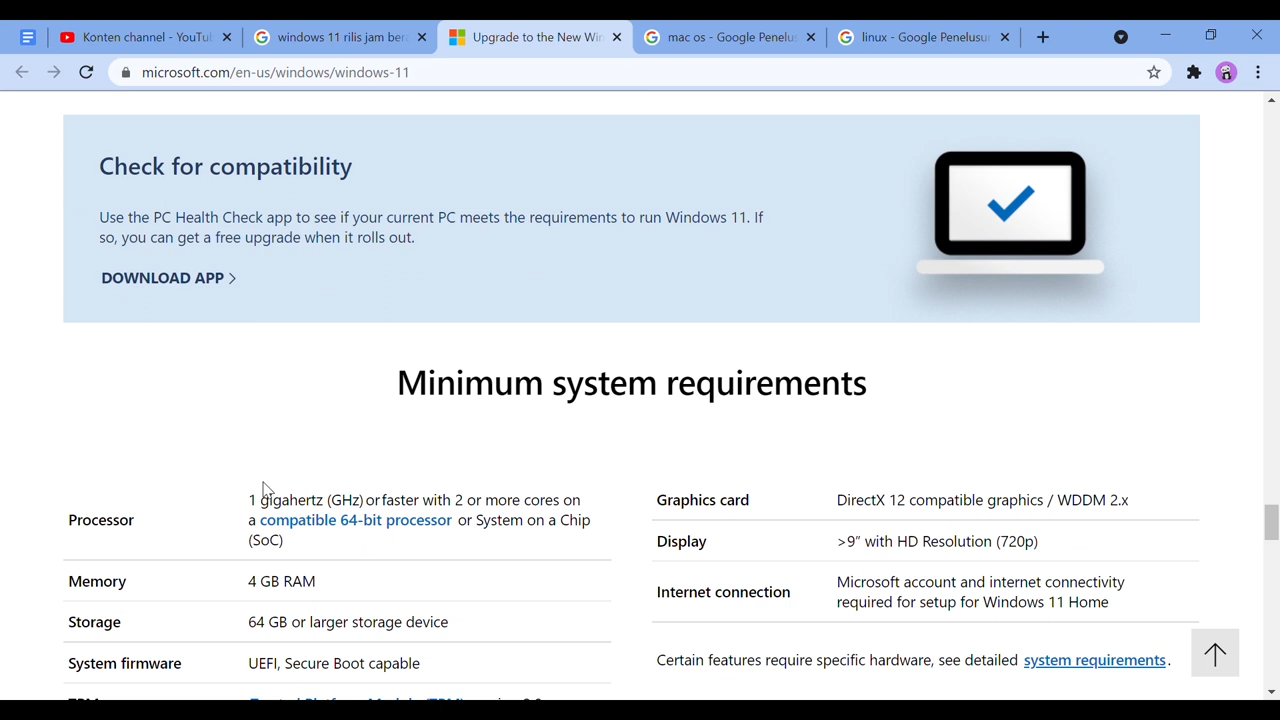 Konten channel - YouTu
windows 11 rilis jam ber
Upgrade to the New Win
mac os - Google Penelus
linux - Google Penelusur
microsoft.com/en-us/windows/windows-11
Check for compatibility
Use the PC Health Check app to see if your current PC meets the requirements to run Windows 11. If
so, you can get a free upgrade when it rolls out.
DOWNLOAD APP >
Minimum system requirements
Processor
1 gigahertz (GHz) or faster with 2 or more cores on
a compatible 64-bit processor or System on a Chip
(SoC)
Memory
4 GB RAM
Storage
64 GB or larger storage device
System firmware
UEFI, Secure Boot capable
Graphics card
DirectX 12 compatible graphics / WDDM 2.x
Display
>9” with HD Resolution (720p)
Internet connection
Microsoft account and internet connectivity
required for setup for Windows 11 Home
Certain features require specific hardware, see detailed system requirements.